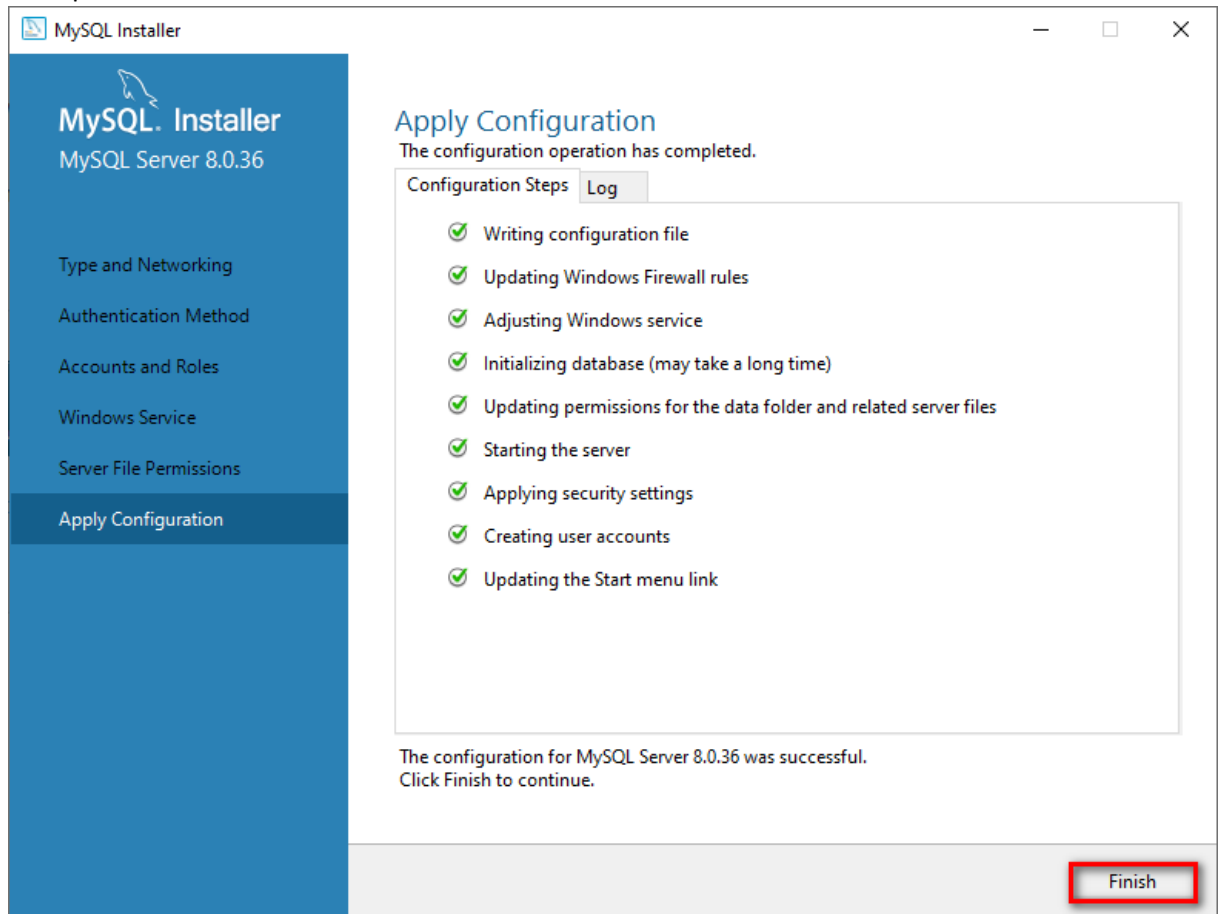 MySQL Installer
MySQL. Installer
MySQL Server 8.0.36
Type and Networking
Authentication Method
Accounts and Roles
Windows Service
Server File Permissions
Apply Configuration
Apply Configuration
The configuration operation has completed.
Configuration Steps Log
Writing configuration file
Updating Windows Firewall rules
Adjusting Windows service
Initializing database (may take a long time)
Updating permissions for the data folder and related server files
Starting the server
Applying security settings
Creating user accounts
Updating the Start menu link
The configuration for MySQL Server 8.0.36 was successful.
Click Finish to continue.
Finish